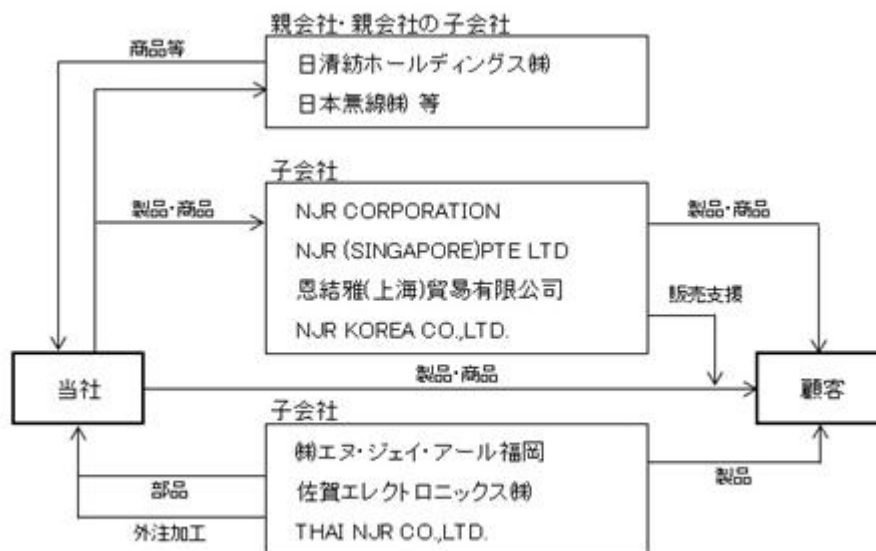 親会社・親会社の子会社
商品等
日清紡ホールディングス㈱
日本無線㈱ 等
子会社
製品・商品
NJR CORPORATION
NJR (SINGAPORE)PTE LTD
恩結雅(上海)貿易有限公司
NJR KOREA CO.,LTD.
製品・商品
販売支援
当社
製品・商品
顧客
子会社
㈱エヌ・ジェイ・アール福岡
佐賀エレクトロニックス㈱
THAI NJR CO.,LTD.
部品
外注加工
製品